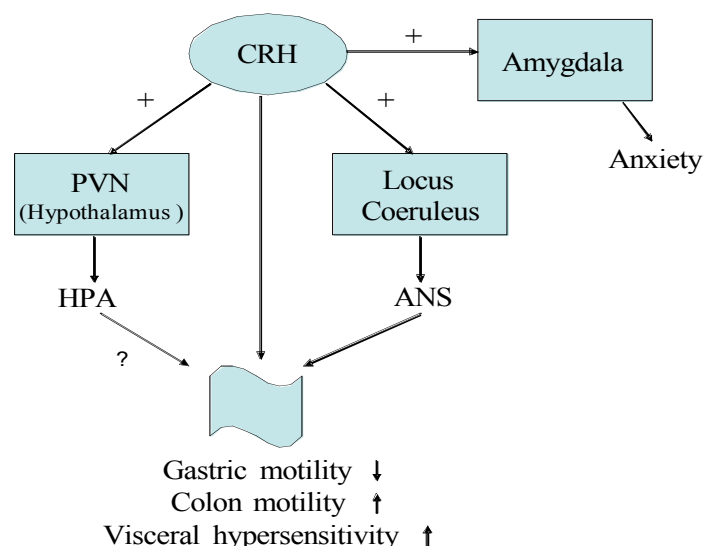 CRH
+
Amygdala
+
+
Anxiety
PVN
(Hypothalamus )
Locus
Coeruleus
HPA
ANS
?
Gastric motility ↓
Colon motility ↑
Visceral hypersensitivity ↑